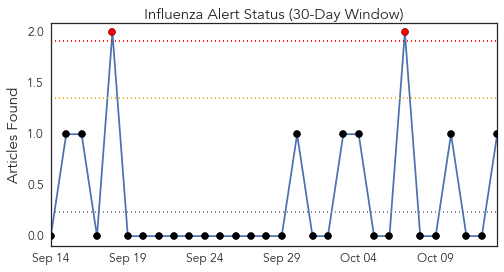 Influenza Alert Status (30-Day Window)
Articles Found
2.0
1.5
1.0
0.5
0.0
Sep 14 Sep 19 Sep 24 Sep 29 Oct 04 Oct 09